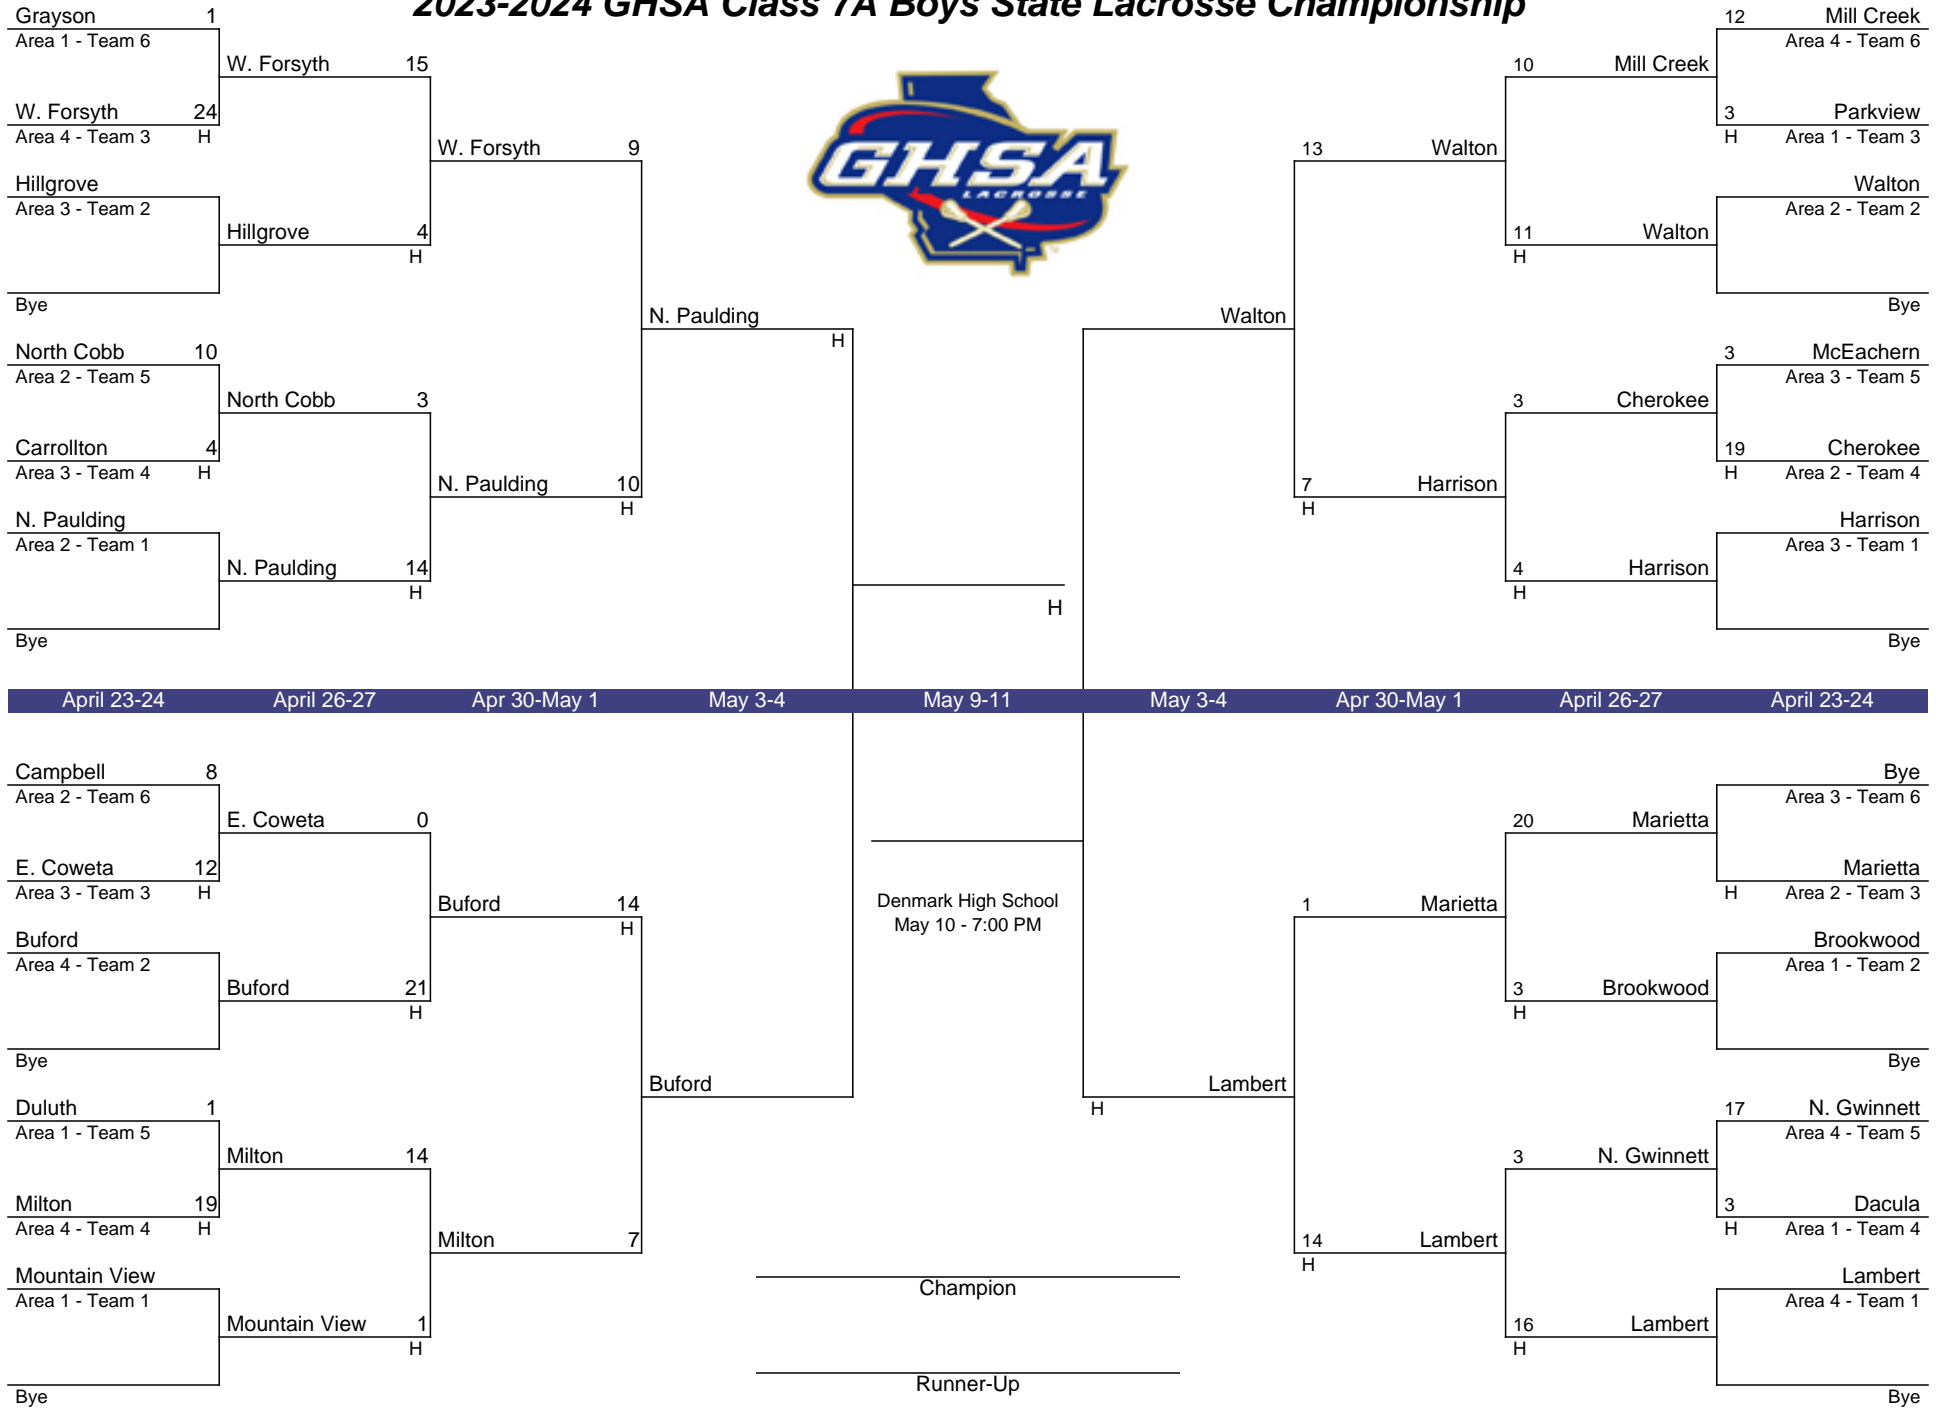 2023-2024 GHSA Class 7A Boys State Lacrosse Championship
Grayson 1
Area 1 - Team 6
W. Forsyth 15
W. Forsyth 24
Area 4 - Team 3 H
W. Forsyth 9
Hillgrove
Area 3 - Team 2
Hillgrove 4
H
Bye
N. Paulding
H
North Cobb 10
Area 2 - Team 5
North Cobb 3
Carrollton 4
Area 3 - Team 4 H
N. Paulding 10
H
N. Paulding
Area 2 - Team 1
N. Paulding 14
H
Bye
GHSA
LACROSSE
H
12 Mill Creek
Area 4 - Team 6
10 Mill Creek
3 Parkview
H Area 1 - Team 3
13 Walton
Walton
Area 2 - Team 2
11 Walton
H
Bye
Walton
3 McEachern
Area 3 - Team 5
3 Cherokee
19 Cherokee
H Area 2 - Team 4
7 Harrison
H
Harrison
Area 3 - Team 1
4 Harrison
H
Bye
April 23-24 April 26-27 Apr 30-May 1 May 3-4 May 9-11 May 3-4 Apr 30-May 1 April 26-27 April 23-24
Campbell 8
Area 2 - Team 6
E. Coweta 0
E. Coweta 12
Area 3 - Team 3 H
Buford 14
H
Buford
Area 4 - Team 2
Buford 21
H
Bye
Buford
Duluth 1
Area 1 - Team 5
Milton 14
Milton 19
Area 4 - Team 4 H
Milton 7
Mountain View
Area 1 - Team 1
Mountain View 1
H
Bye
Denmark High School
May 10 - 7:00 PM
Champion
Runner-Up
Bye
Area 3 - Team 6
20 Marietta
Marietta
H Area 2 - Team 3
1 Marietta
Brookwood
Area 1 - Team 2
3 Brookwood
H
Bye
Lambert
H
17 N. Gwinnett
Area 4 - Team 5
3 N. Gwinnett
3 Dacula
H Area 1 - Team 4
14 Lambert
H
Lambert
Area 4 - Team 1
16 Lambert
H
Bye